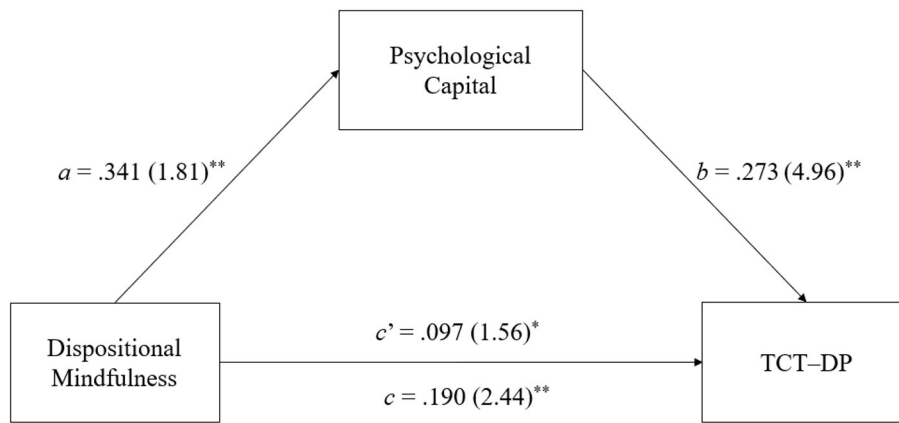 Psychological
Capital
a = .341 (1.81)**
b = .273 (4.96)**
Dispositional
Mindfulness
c’ = .097 (1.56)*
c = .190 (2.44)**
TCT–DP